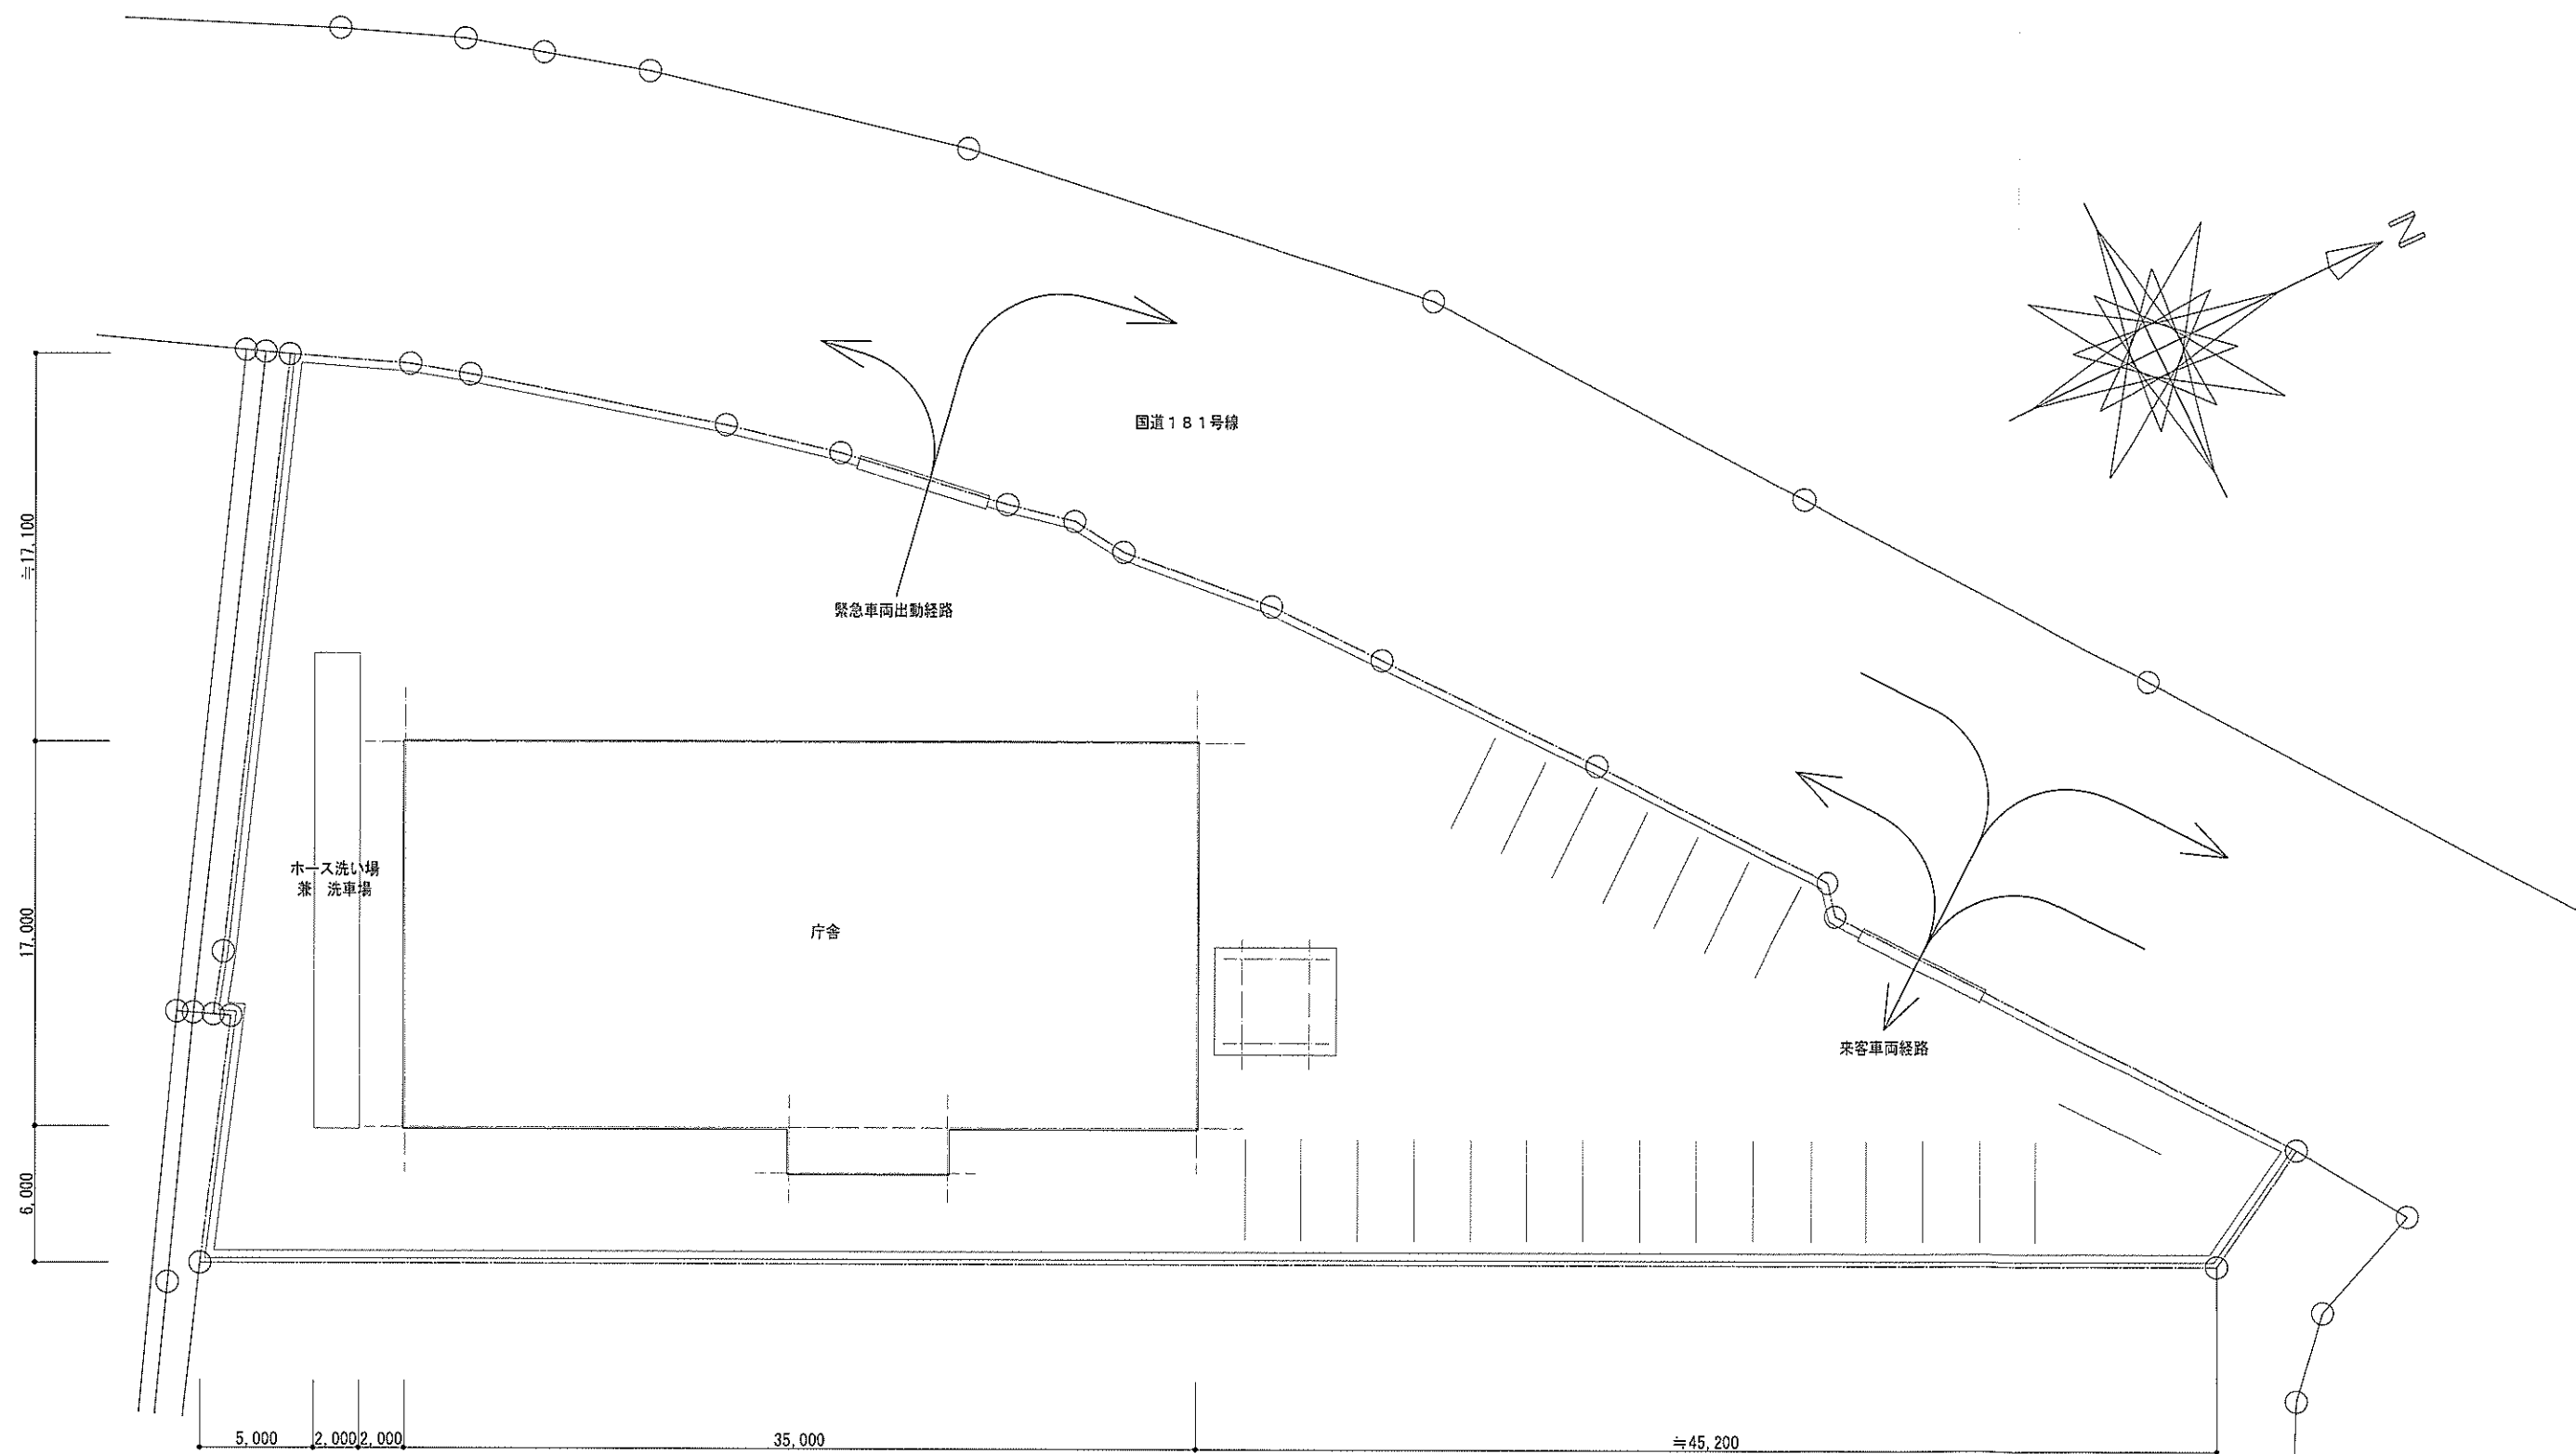 N
国道１８１号線
≒17,100
緊急車両出動経路
ホース洗い場
兼　洗車場
庁舎
17,000
来客車両経路
6,000
5,000
2,000
2,000
35,000
≒45,200